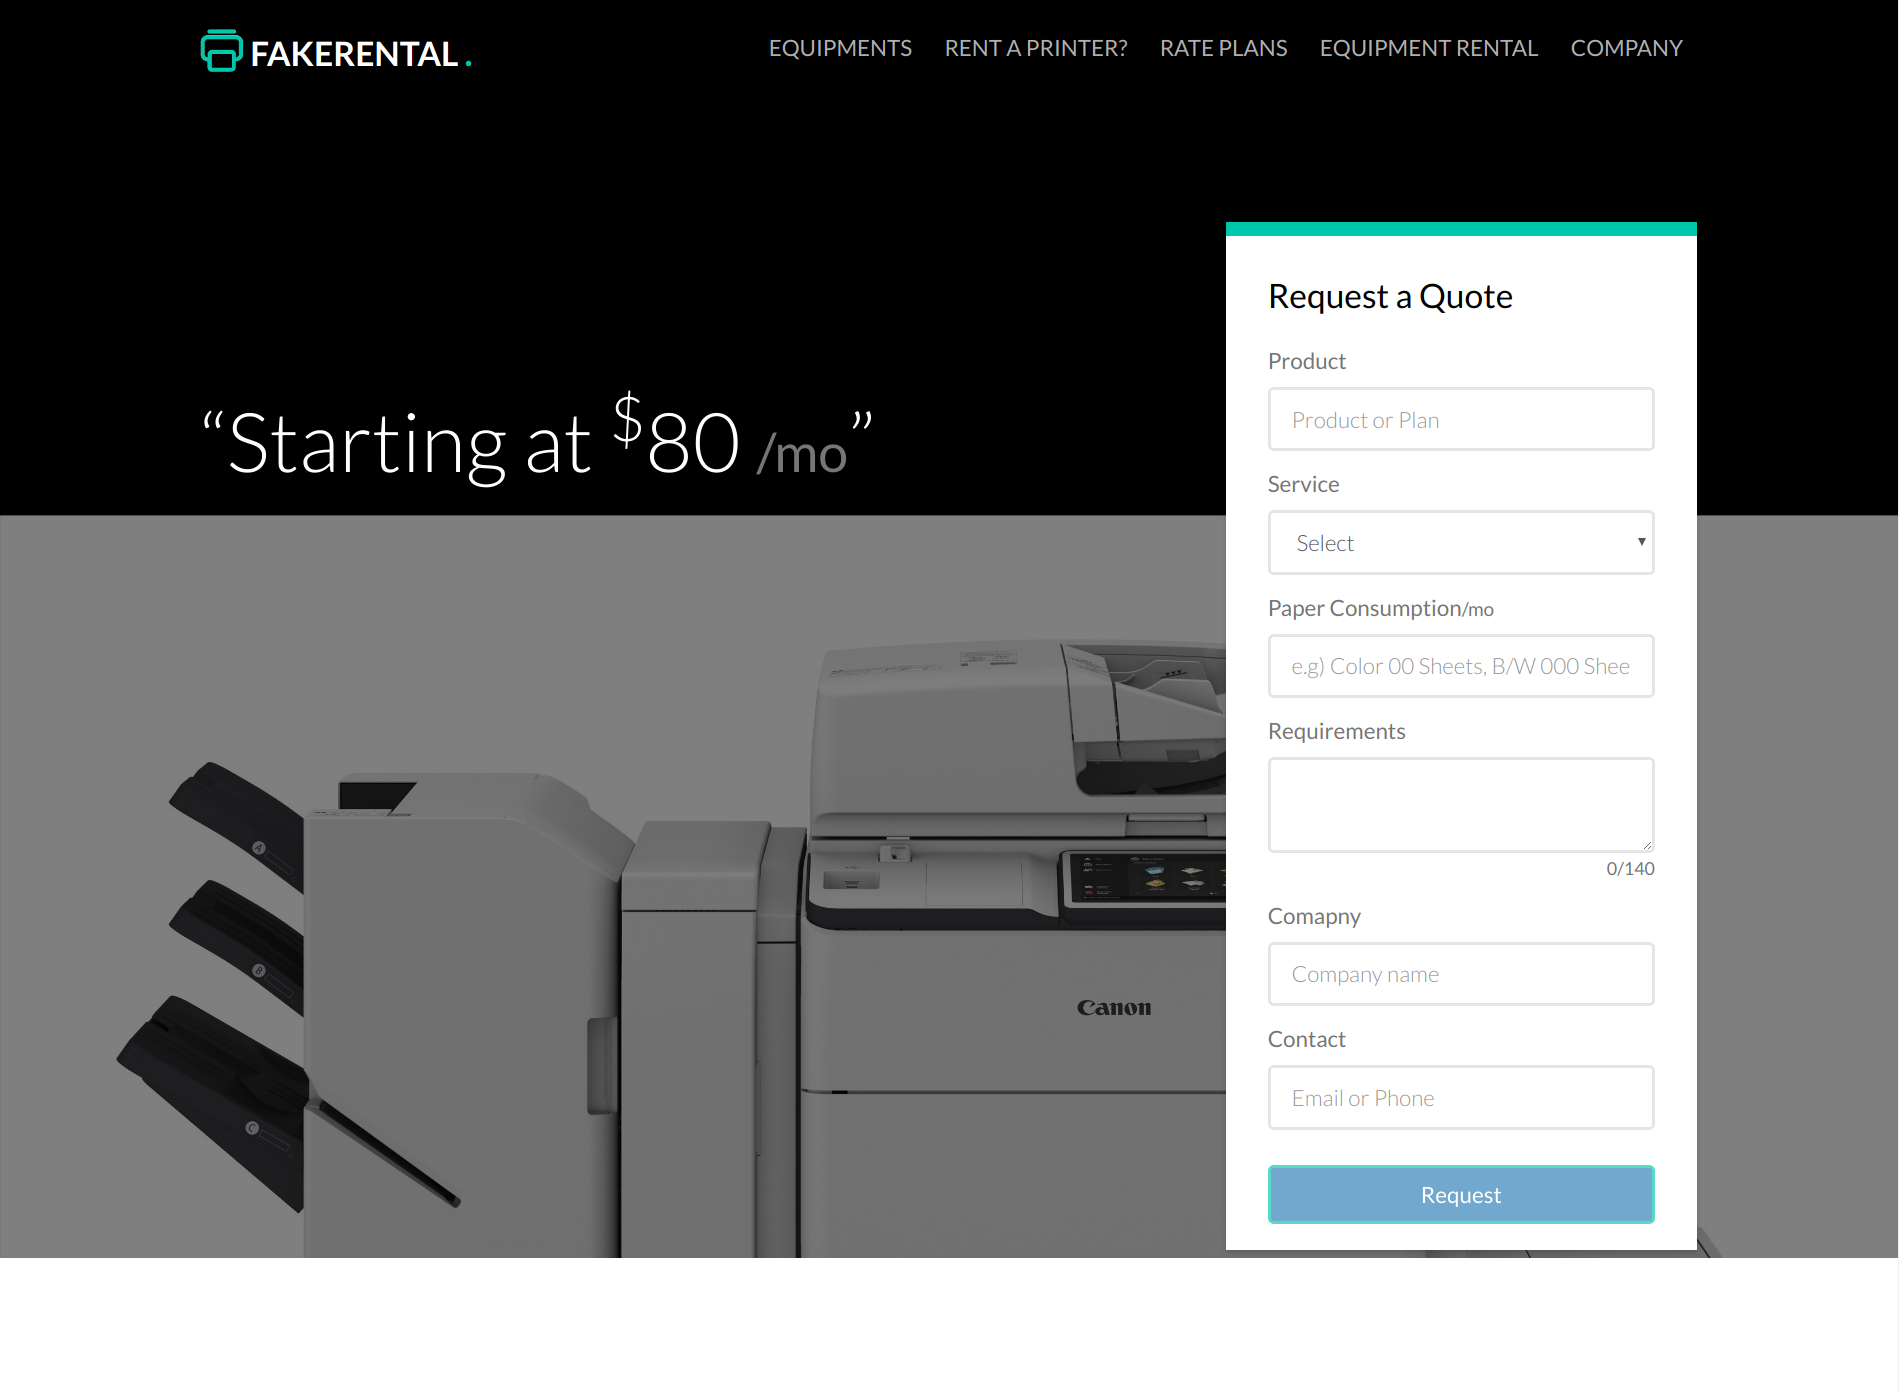 FAKERENTAL.
EQUIPMENTS RENT A PRINTER? RATE PLANS EQUIPMENT RENTAL COMPANY
“Starting at $80 /mo”
Request a Quote
Product
Product or Plan
Service
Select
Paper Consumption/mo
e.g) Color 00 Sheets, B/W 000 Shee
Requirements
0/140
Comapny
Company name
Contact
Email or Phone
Request
A
B
C
Canon